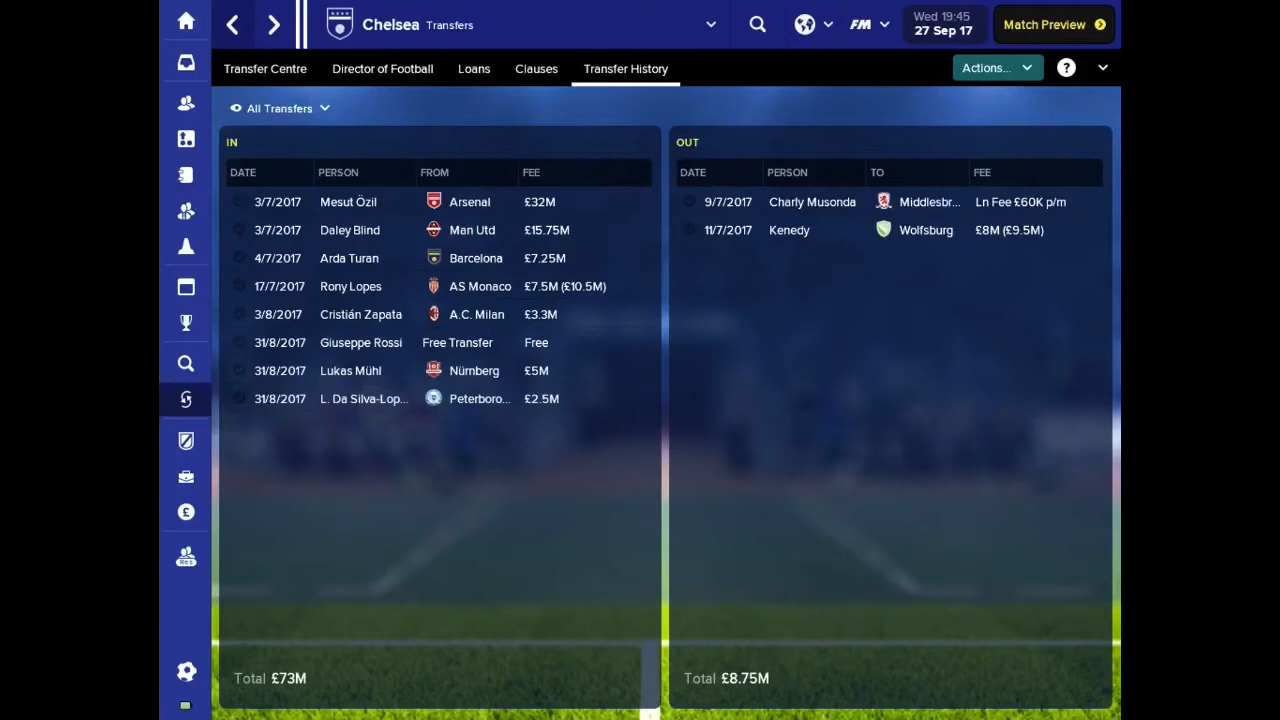 Chelsea Transfers
FM
Wed 19:45
27 Sep 17
Match Preview
Transfer Centre Director of Football Loans Clauses Transfer History
Actions... ?
All Transfers
IN
DATE PERSON FROM FEE
3/7/2017 Mesut Özil Arsenal £32M
3/7/2017 Daley Blind Man Utd £15.75M
4/7/2017 Arda Turan Barcelona £7.25M
17/7/2017 Rony Lopes AS Monaco £7.5M (£10.5M)
3/8/2017 Cristián Zapata A.C. Milan £3.3M
31/8/2017 Giuseppe Rossi Free Transfer Free
31/8/2017 Lukas Mühl Nürnberg £5M
31/8/2017 L. Da Silva-Lop... Peterboro... £2.5M
Total £73M
OUT
DATE PERSON TO FEE
9/7/2017 Charly Musonda Middlesbr... Ln Fee £60K p/m
11/7/2017 Kenedy Wolfsburg £8M (£9.5M)
Total £8.75M
£